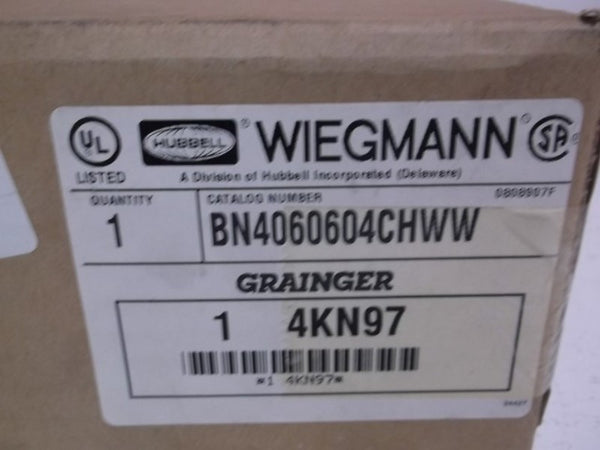 UL HUBBELL ® WIEGMANN ® SA
LISTED A Division of Hubbell Incorporated (Delaware)
QUANTITY CATALOG NUMBER
1 BN4060604CHWW
GRAINGER
1 4KN97
*1 4KN97*